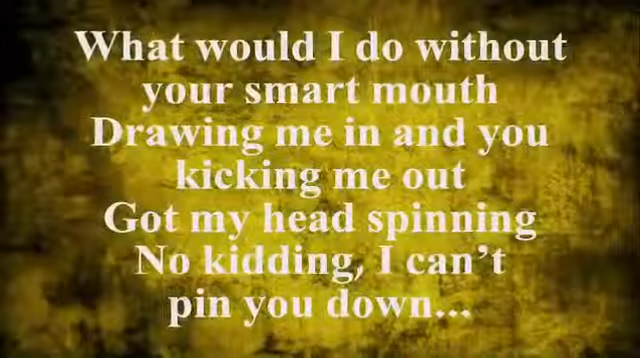 What would I do without
your smart mouth
Drawing me in and you
kicking me out
Got my head spinning
No kidding, I can’t
pin you down...